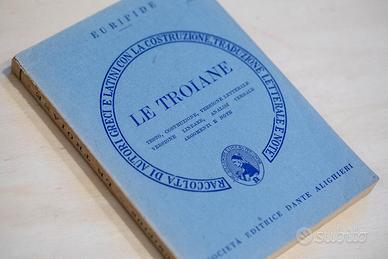 EURIPIDE
RACCOLTA DI AUTORI GRECI E LATINI CON LA COSTRUZIONE, TRADUZIONE LETTERALE E NOTE
LE TROIANE
TESTO, COSTRUZIONE, VERSIONE LETTERALE
VERSIONE LINEARE, ANALISI VERBALE
ARGOMENTI E NOTE
SOCIETÀ EDITRICE DANTE ALIGHIERI
subito